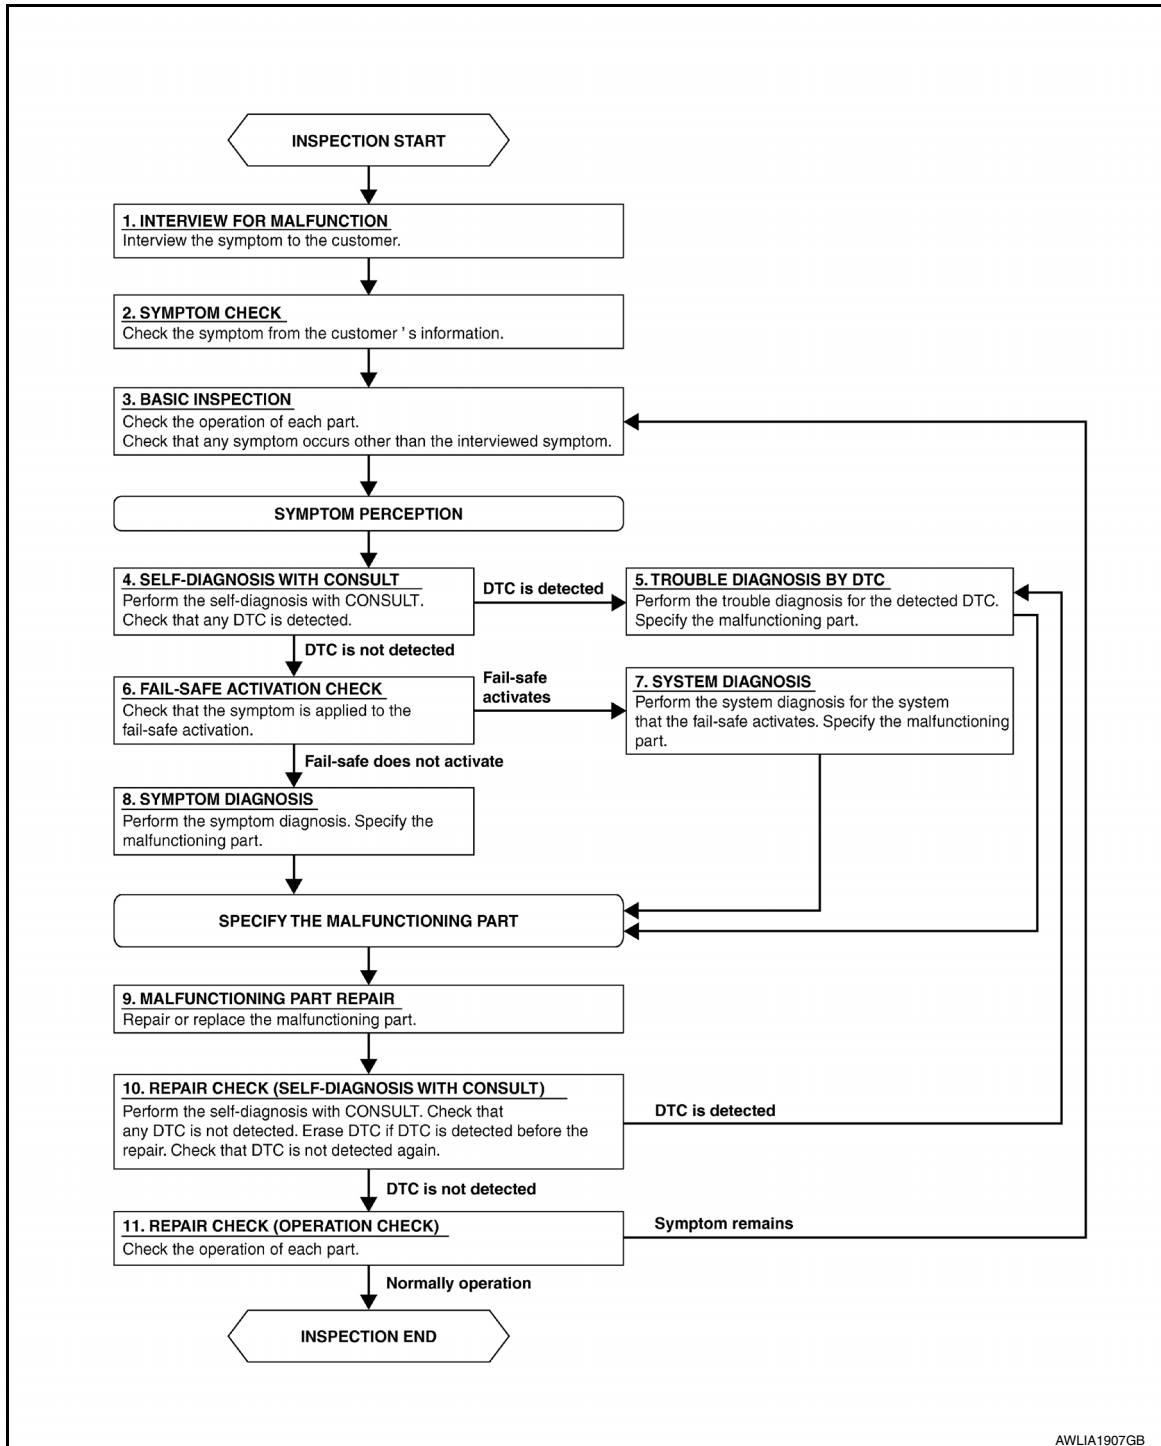 INSPECTION START
1. INTERVIEW FOR MALFUNCTION
Interview the symptom to the customer.
2. SYMPTOM CHECK
Check the symptom from the customer ' s information.
3. BASIC INSPECTION
Check the operation of each part.
Check that any symptom occurs other than the interviewed symptom.
SYMPTOM PERCEPTION
4. SELF-DIAGNOSIS WITH CONSULT
Perform the self-diagnosis with CONSULT.
Check that any DTC is detected.
DTC is detected
5. TROUBLE DIAGNOSIS BY DTC
Perform the trouble diagnosis for the detected DTC.
Specify the malfunctioning part.
DTC is not detected
6. FAIL-SAFE ACTIVATION CHECK
Check that the symptom is applied to the
fail-safe activation.
Fail-safe
activates
7. SYSTEM DIAGNOSIS
Perform the system diagnosis for the system
that the fail-safe activates. Specify the malfunctioning
part.
Fail-safe does not activate
8. SYMPTOM DIAGNOSIS
Perform the symptom diagnosis. Specify the
malfunctioning part.
SPECIFY THE MALFUNCTIONING PART
9. MALFUNCTIONING PART REPAIR
Repair or replace the malfunctioning part.
10. REPAIR CHECK (SELF-DIAGNOSIS WITH CONSULT)
Perform the self-diagnosis with CONSULT. Check that
any DTC is not detected. Erase DTC if DTC is detected before the
repair. Check that DTC is not detected again.
DTC is detected
DTC is not detected
11. REPAIR CHECK (OPERATION CHECK)
Check the operation of each part.
Symptom remains
Normally operation
INSPECTION END
AWLIA1907GB